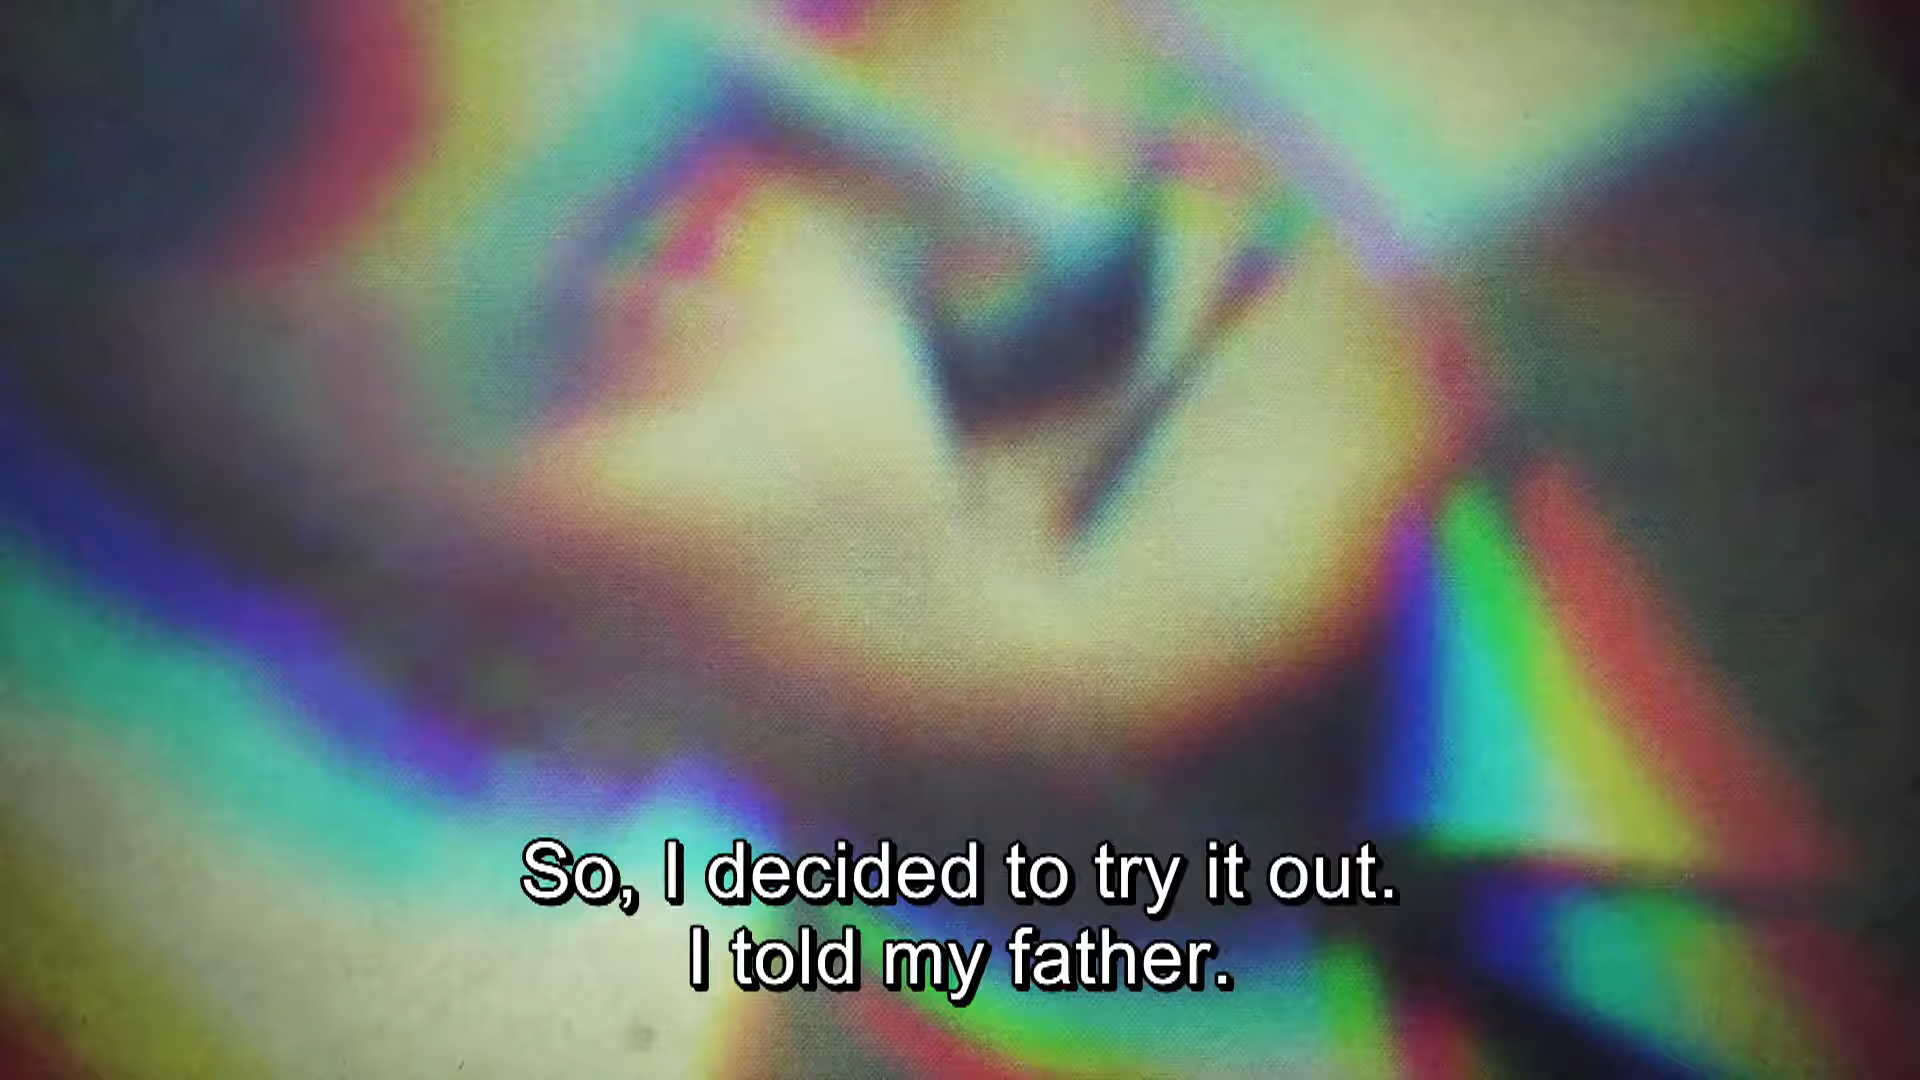 So, I decided to try it out.
I told my father.